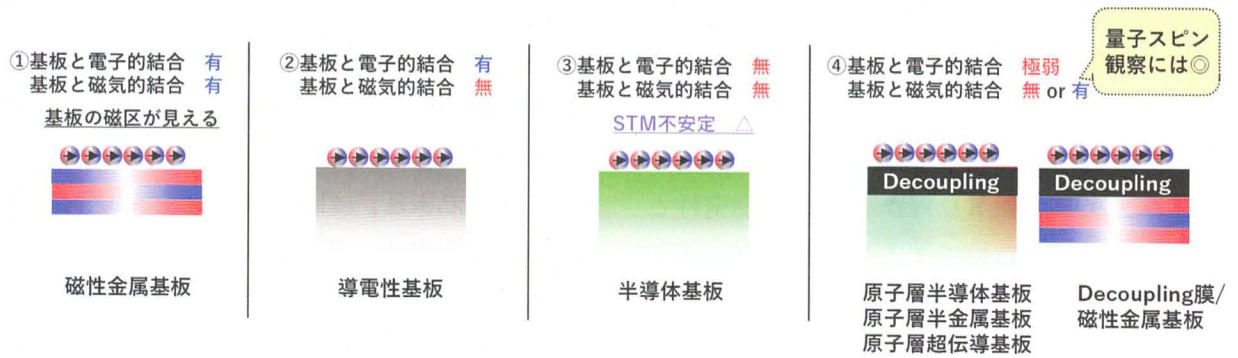 ①基板と電子的結合 有
基板と磁気的結合 有
基板の磁区が見える
磁性金属基板
②基板と電子的結合 有
基板と磁気的結合 無
導電性基板
③基板と電子的結合 無
基板と磁気的結合 無
STM不安定 △
半導体基板
量子スピン
観察には◎
④基板と電子的結合 極弱
基板と磁気的結合 無 or 有
Decoupling
Decoupling
原子層半導体基板
原子層半金属基板
原子層超伝導基板
Decoupling膜/
磁性金属基板